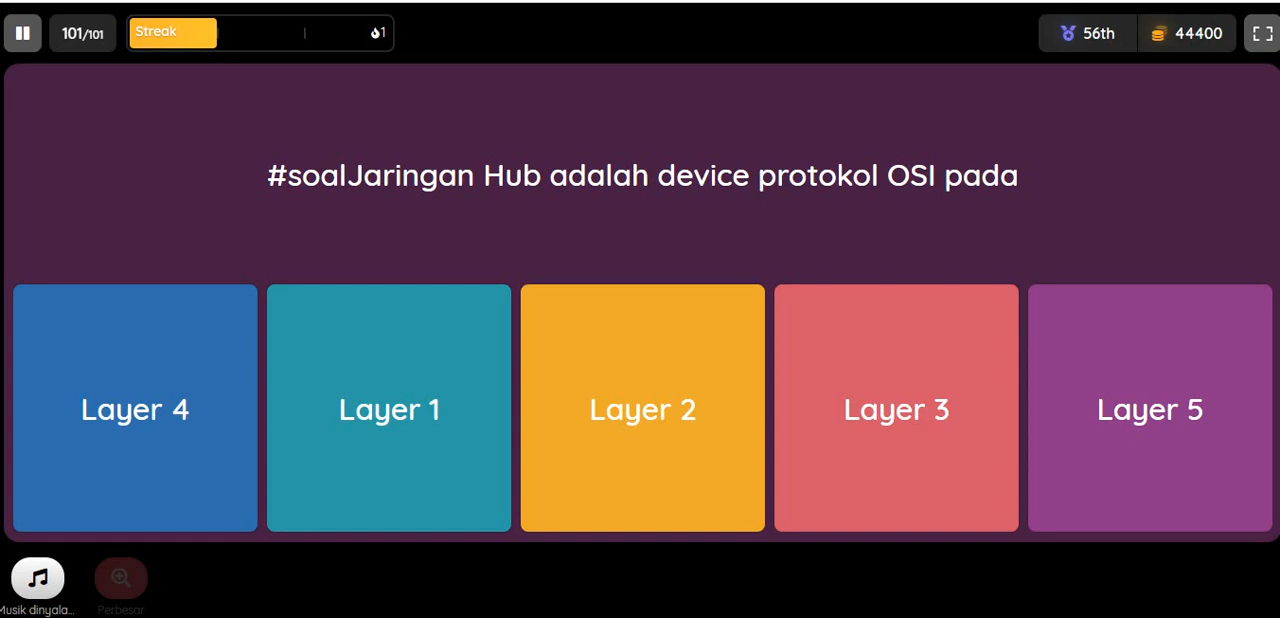 101/101
Streak
1
56th
44400
#soalJaringan Hub adalah device protokol OSI pada
Layer 4
Layer 1
Layer 2
Layer 3
Layer 5
Musik dinyala...
Perbesar